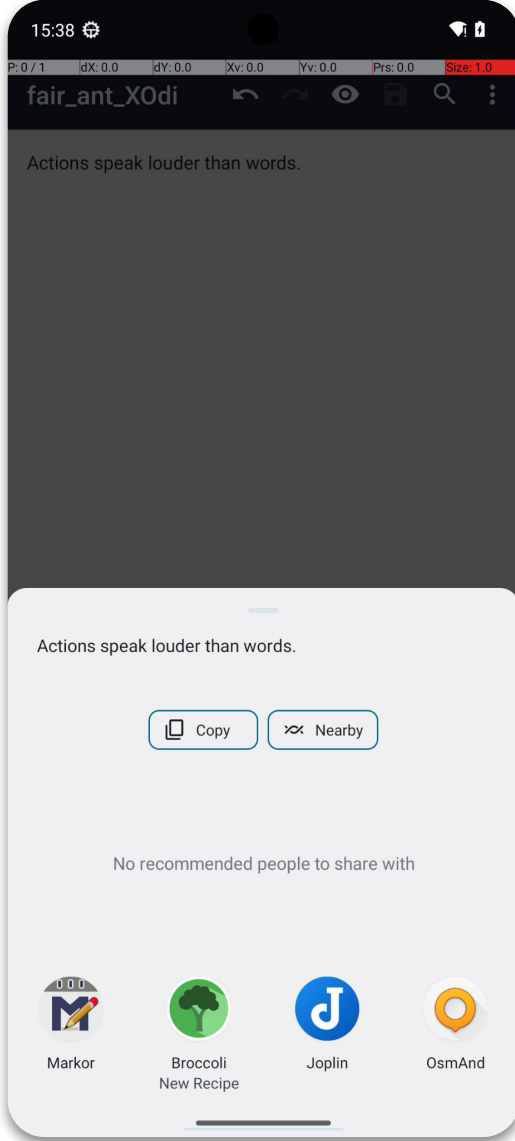 15:38
P: 0 / 1 dX: 0.0 dY: 0.0 Xv: 0.0 Yv: 0.0 Prs: 0.0 Size: 1.0
fair_ant_XOdi
Actions speak louder than words.
Actions speak louder than words.
Copy Nearby
No recommended people to share with
Markor Broccoli Joplin OsmAnd
New Recipe